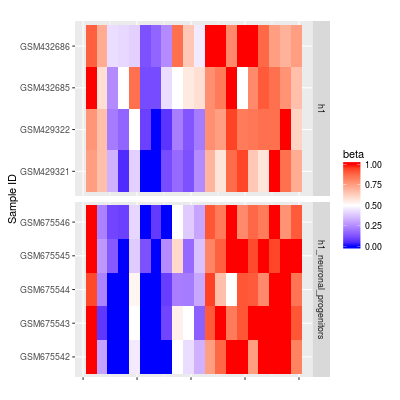 GSM432686
GSM432685
GSM429322
GSM429321
h1
GSM675546
GSM675545
GSM675544
GSM675543
GSM675542
h1_neuronal_progenitors
Sample ID
beta
1.00
0.75
0.50
0.25
0.00